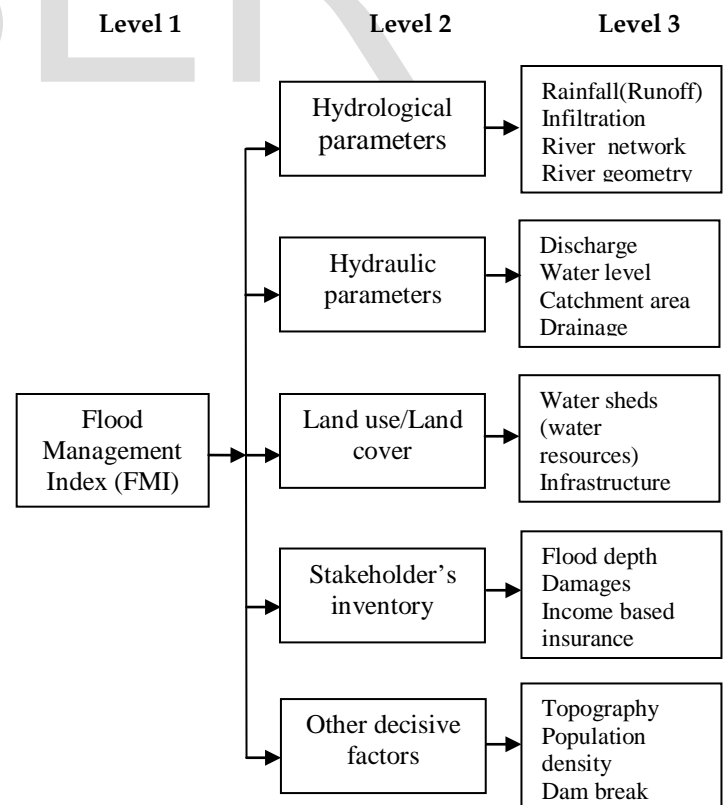 Level 1 Level 2 Level 3
Hydrological
parameters
Rainfall(Runoff)
Infiltration
River network
River geometry
Hydraulic
parameters
Discharge
Water level
Catchment area
Drainage
Flood
Management
Index (FMI)
Land use/Land
cover
Water sheds
(water
resources)
Infrastructure
Stakeholder’s
inventory
Flood depth
Damages
Income based
insurance
Other decisive
factors
Topography
Population
density
Dam break